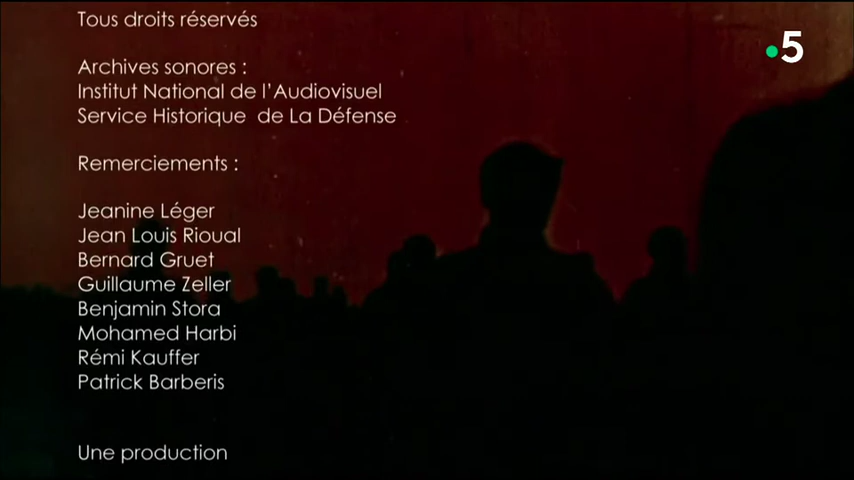 Tous droits réservés
5
Archives sonores :
Institut National de l'Audiovisuel
Service Historique de La Défense
Remerciements :
Jeanine Léger
Jean Louis Rioual
Bernard Gruet
Guillaume Zeller
Benjamin Stora
Mohamed Harbi
Rémi Kauffer
Patrick Barberis
Une production